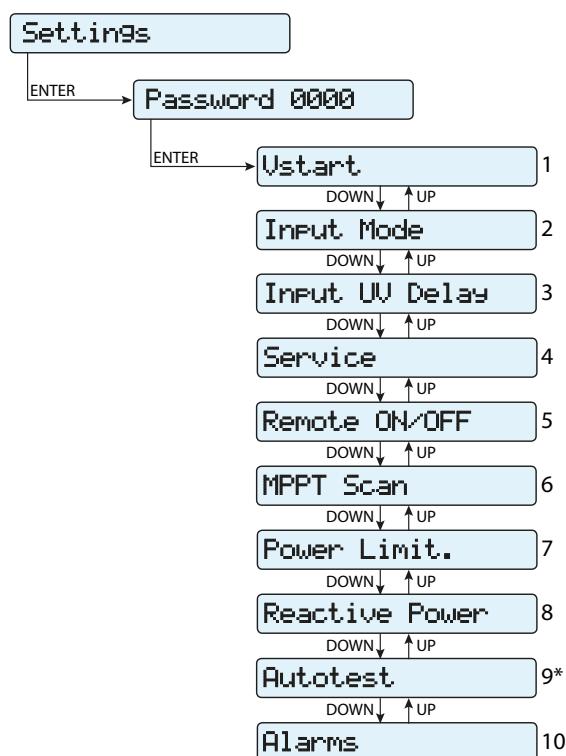 Settings
ENTER
Password 0000
ENTER
Vstart 1
DOWN UP
Input Mode 2
DOWN UP
Input UV Delay 3
DOWN UP
Service 4
DOWN UP
Remote ON/OFF 5
DOWN UP
MPPT Scan 6
DOWN UP
Power Limit. 7
DOWN UP
Reactive Power 8
DOWN UP
Autotest 9*
DOWN UP
Alarms 10